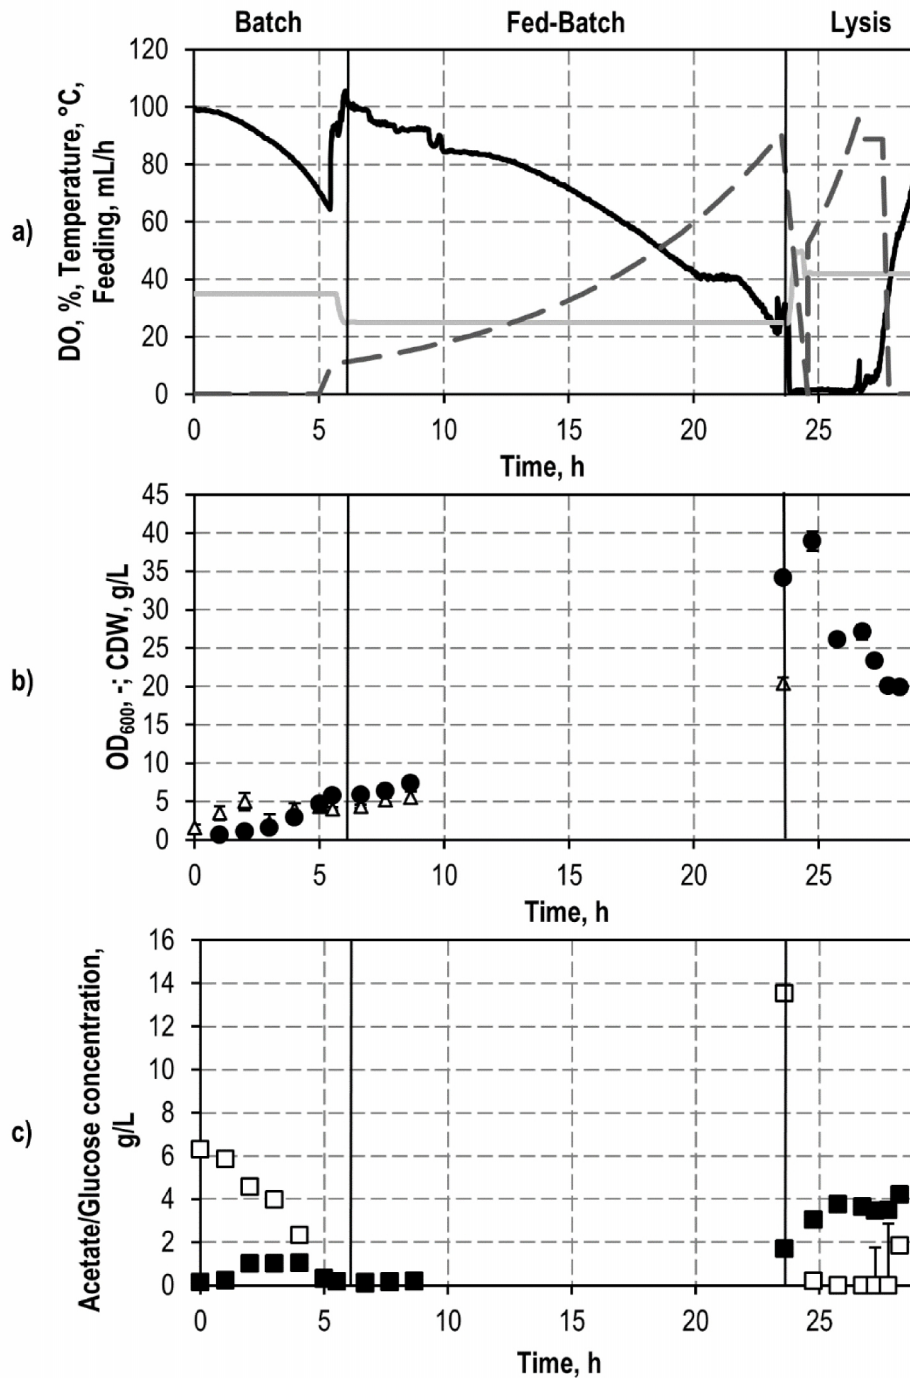 Batch Fed-Batch Lysis
a)
DO, %, Temperature, °C,
Feeding, mL/h
120
100
80
60
40
20
0
0 5 10 15 20 25
Time, h
b)
OD600, -; CDW, g/L
45
40
35
30
25
20
15
10
5
0
0 5 10 15 20 25
Time, h
c)
Acetate/Glucose concentration,
g/L
16
14
12
10
8
6
4
2
0
0 5 10 15 20 25
Time, h